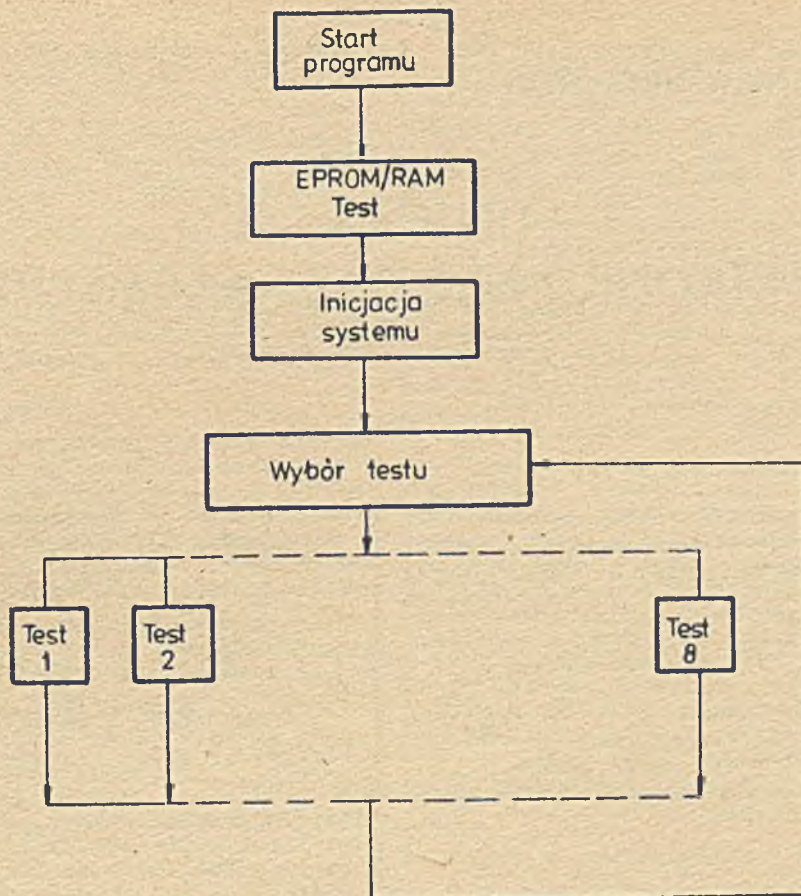 Start
programu
EPROM/RAM
Test
Inicjacja
systemu
Wybór testu
Test
1
Test
2
Test
8